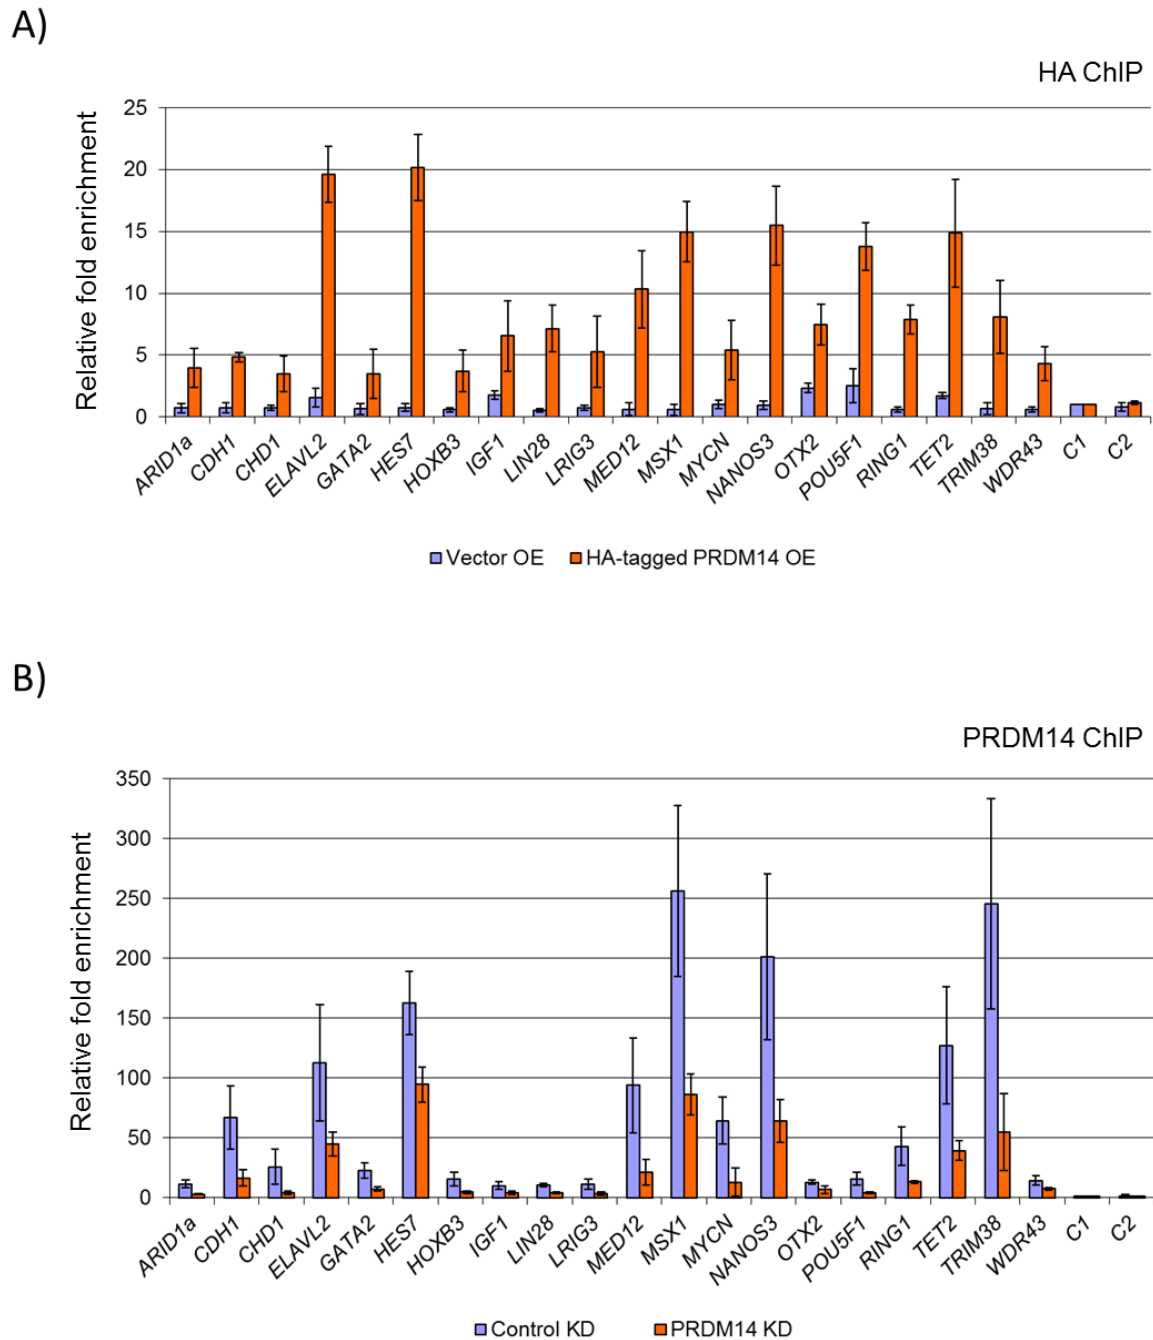 A)
HA ChIP
Relative fold enrichment
25
20
15
10
5
0
ARID1a CDH1 CHD1 ELAVL2 GATA2 HES7 HOXB3 IGF1 LIN28 LRIG3 MED12 MSX1 MYCN NANOS3 OTX2 POU5F1 RING1 TET2 TRIM38 WDR43 C1 C2
Vector OE HA-tagged PRDM14 OE
B)
PRDM14 ChIP
Relative fold enrichment
350
300
250
200
150
100
50
0
ARID1a CDH1 CHD1 ELAVL2 GATA2 HES7 HOXB3 IGF1 LIN28 LRIG3 MED12 MSX1 MYCN NANOS3 OTX2 POU5F1 RING1 TET2 TRIM38 WDR43 C1 C2
Control KD PRDM14 KD